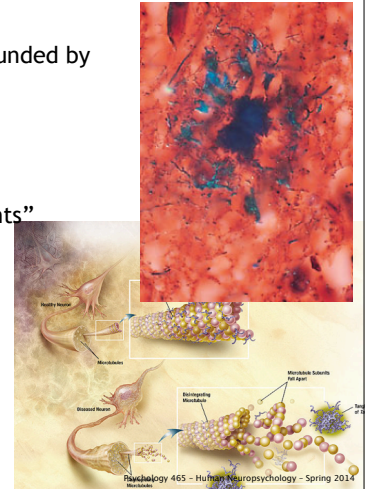 unded by
ts”
Healthy Neuron
Microtubules
Microtubule Subunits
Fall Apart
Disintegrating
Microtubule
Diseased Neuron
Psychology 465 – Human Neuropsychology – Spring 2014
Microtubules